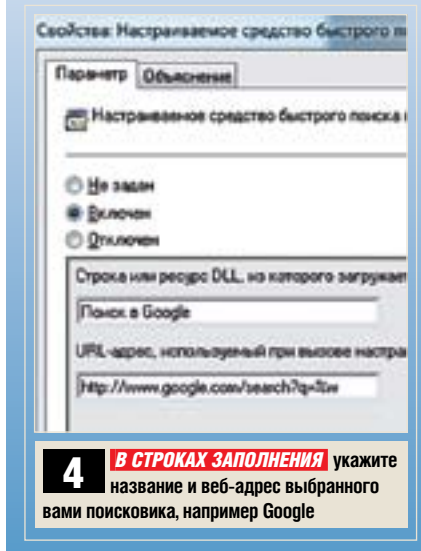 Свойства: Настраиваемое средство быстрого п
Параметр Объяснение
Настраиваемое средство быстрого поиска
Не задан
Включен
Отключен
Строка или ресурс DLL, из которого загружает
Поиск в Google
URL-адрес, используемый при вызове настра
http://www.google.com/search?q=%w
4 В СТРОКАХ ЗАПОЛНЕНИЯ укажите
название и веб-адрес выбранного
вами поисковика, например Google